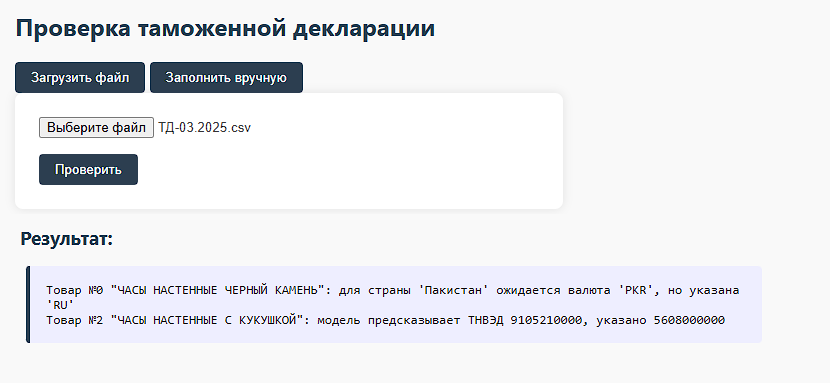 Проверка таможенной декларации
Загрузить файл Заполнить вручную
Выберите файл ТД-03.2025.csv
Проверить
Результат:
Товар №0 "ЧАСЫ НАСТЕННЫЕ ЧЕРНЫЙ КАМЕНЬ": для страны 'Пакистан' ожидается валюта 'PKR', но указана
'RU'
Товар №2 "ЧАСЫ НАСТЕННЫЕ С КУКУШКОЙ": модель предсказывает ТНВЭД 9105210000, указано 5608000000